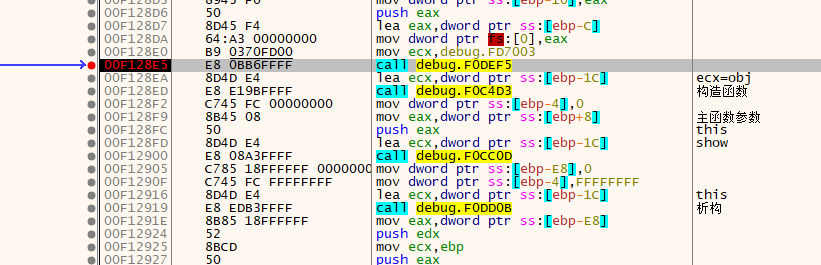 00F128D3 8945 F0 mov dword ptr ss:[ebp-10],eax
00F128D6 50 push eax
00F128D7 8D45 F4 lea eax,dword ptr ss:[ebp-C]
00F128DA 64:A3 00000000 mov dword ptr fs:[0],eax
00F128E0 B9 0370FD00 mov ecx,debug.FD7003
00F128E5 E8 0BB6FFFF call debug.F0DEF5
00F128EA 8D4D E4 lea ecx,dword ptr ss:[ebp-1C] ecx=obj
00F128ED E8 E19BFFFF call debug.F0C4D3 构造函数
00F128F2 C745 FC 00000000 mov dword ptr ss:[ebp-4],0
00F128F9 8B45 08 mov eax,dword ptr ss:[ebp+8] 主函数参数
00F128FC 50 push eax this
00F128FD 8D4D E4 lea ecx,dword ptr ss:[ebp-1C] show
00F12900 E8 08A3FFFF call debug.F0CC0D
00F12905 C785 18FFFFFF 0000000 mov dword ptr ss:[ebp-E8],0
00F1290F C745 FC FFFFFFFF mov dword ptr ss:[ebp-4],FFFFFFFF
00F12916 8D4D E4 lea ecx,dword ptr ss:[ebp-1C] this
00F12919 E8 EDB3FFFF call debug.F0DD0B 析构
00F1291E 8B85 18FFFFFF mov eax,dword ptr ss:[ebp-E8]
00F12924 52 push edx
00F12925 8BCD mov ecx,ebp
00F12927 50 push eax